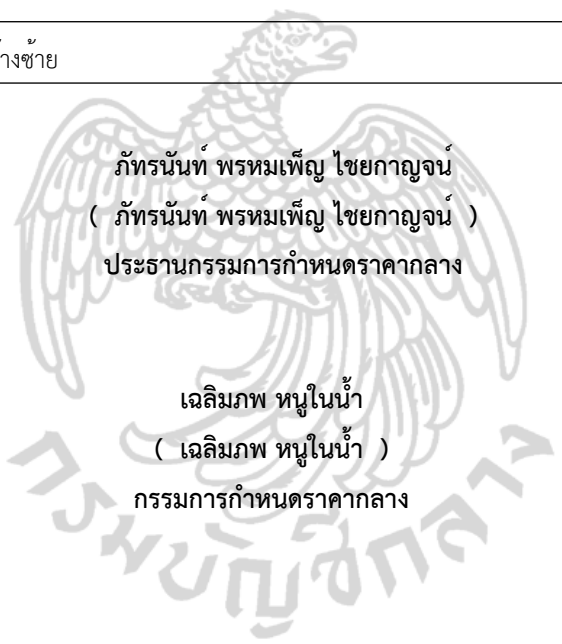 ้างซ้าย
ภัทรนันท์ พรหมเพ็ญ ไชยกาญจน์
( ภัทรนันท์ พรหมเพ็ญ ไชยกาญจน์ )
ประธานกรรมการกำหนดราคากลาง
เฉลิมภพ หนูในน้ำ
( เฉลิมภพ หนูในน้ำ )
กรรมการกำหนดราคากลาง
กรมบัญชีกลาง